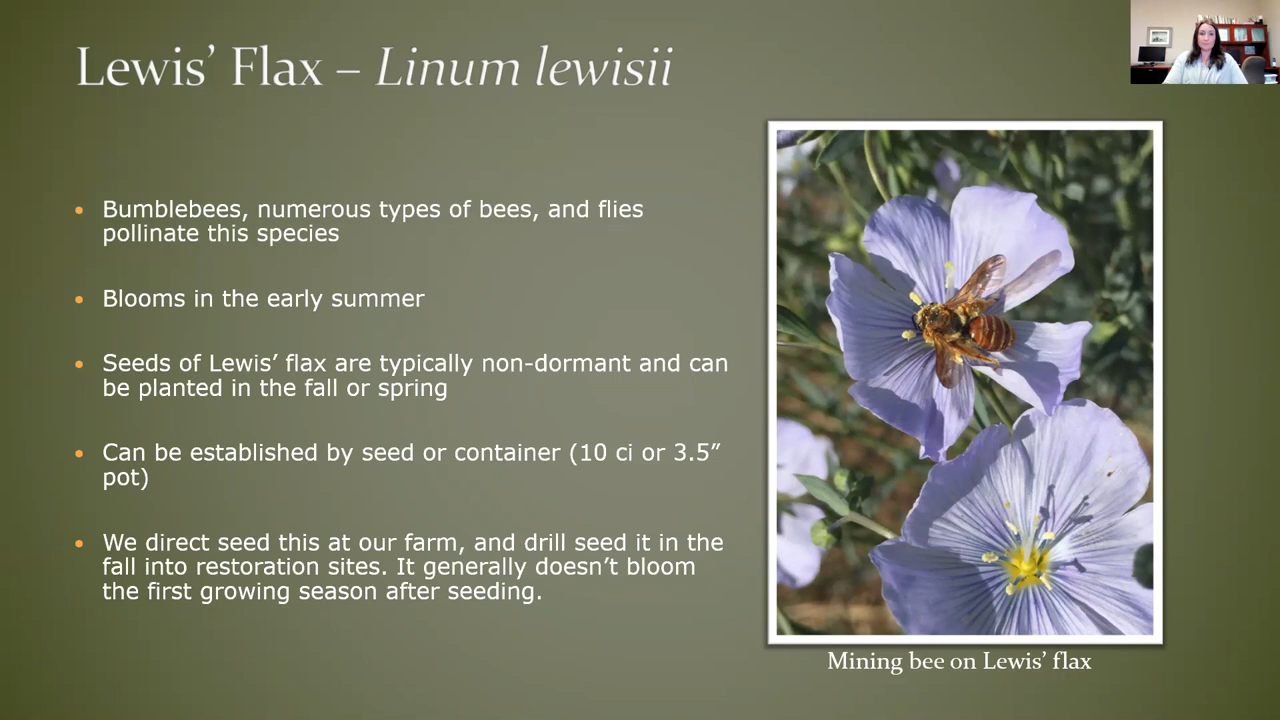 Lewis’ Flax – Linum lewisii
• Bumblebees, numerous types of bees, and flies
pollinate this species
• Blooms in the early summer
• Seeds of Lewis’ flax are typically non-dormant and can
be planted in the fall or spring
• Can be established by seed or container (10 ci or 3.5”
pot)
• We direct seed this at our farm, and drill seed it in the
fall into restoration sites. It generally doesn’t bloom
the first growing season after seeding.
Mining bee on Lewis’ flax